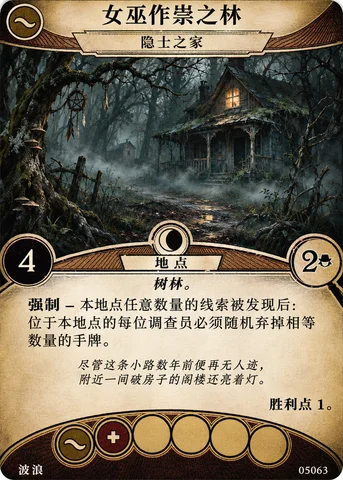 女巫作祟之林
隐士之家
4
地点
2
树林。
强制 – 本地点任意数量的线索被发现后:
位于本地点的每位调查员必须随机弃掉相等
数量的手牌。
尽管这条小路数年前便再无人迹,
附近一间破房子的阁楼还亮着灯。
胜利点 1。
波浪
05063